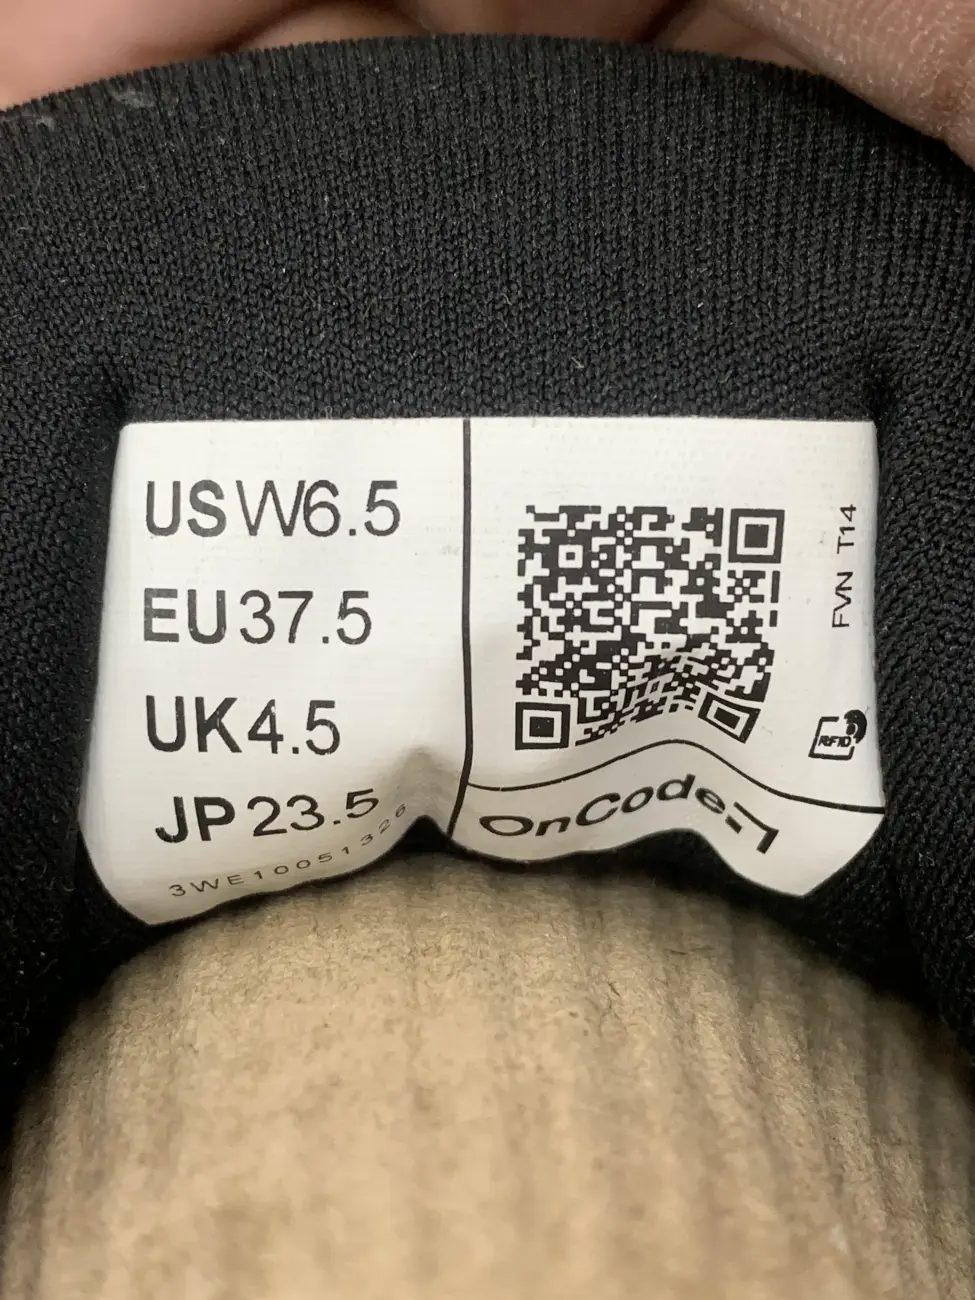 US W6.5
EU 37.5
UK 4.5
JP 23.5
3WE10051326
FVN T14
RFID
OnCode: